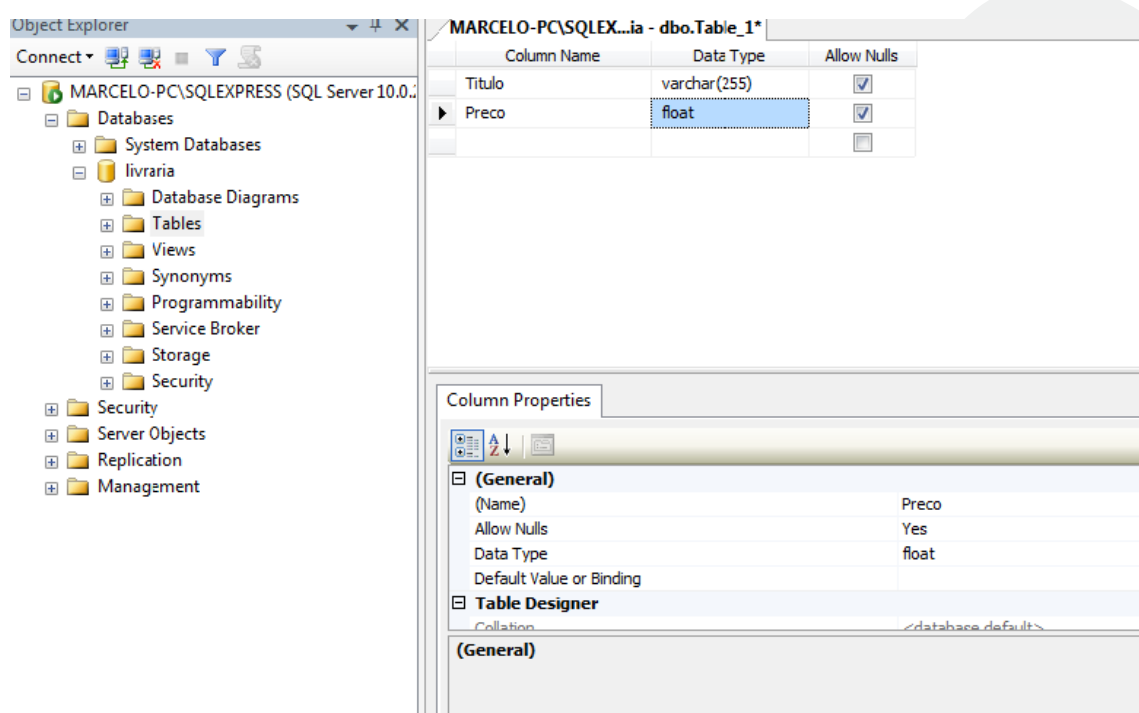 Object Explorer
Connect
MARCELO-PC\SQLEXPRESS (SQL Server 10.0.
Databases
System Databases
livraria
Database Diagrams
Tables
Views
Synonyms
Programmability
Service Broker
Storage
Security
Security
Server Objects
Replication
Management
MARCELO-PC\SQLEX...ia - dbo.Table_1*
Column Name Data Type Allow Nulls
Titulo varchar(255)
Preco float
Column Properties
A
Z
(General)
(Name) Preco
Allow Nulls Yes
Data Type float
Default Value or Binding
Table Designer
Collation <database default>
(General)